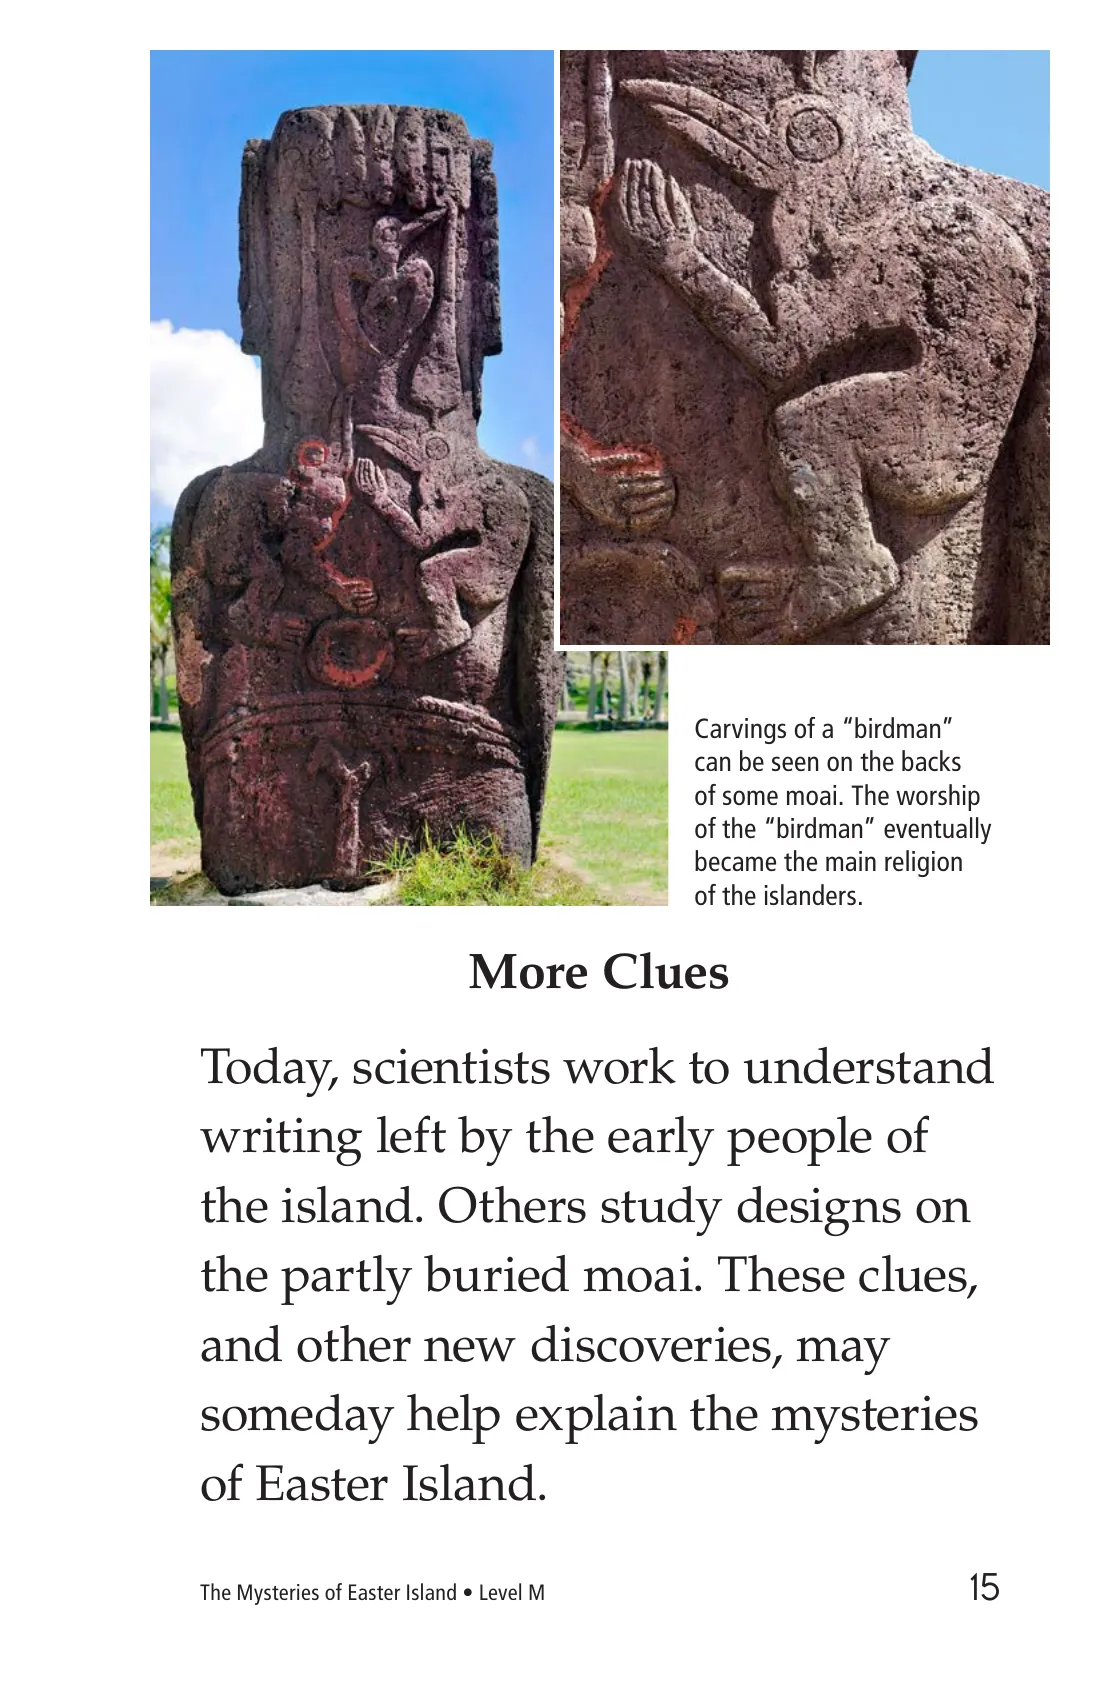 Carvings of a “birdman”
can be seen on the backs
of some moai. The worship
of the “birdman” eventually
became the main religion
of the islanders.
More Clues
Today, scientists work to understand
writing left by the early people of
the island. Others study designs on
the partly buried moai. These clues,
and other new discoveries, may
someday help explain the mysteries
of Easter Island.
The Mysteries of Easter Island • Level M
15